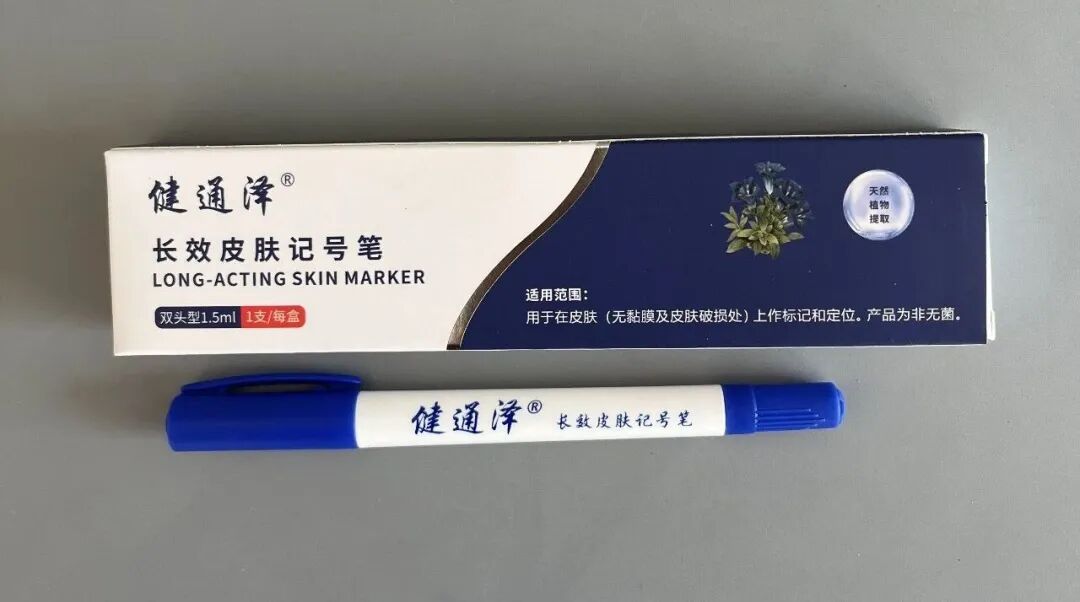 健通泽®
长效皮肤记号笔
LONG-ACTING SKIN MARKER
双头型1.5ml 1支/每盒
天然
植物
提取
适用范围：
用于在皮肤（无黏膜及皮肤破损处）上作标记和定位。产品为非无菌。
健通泽® 长效皮肤记号笔